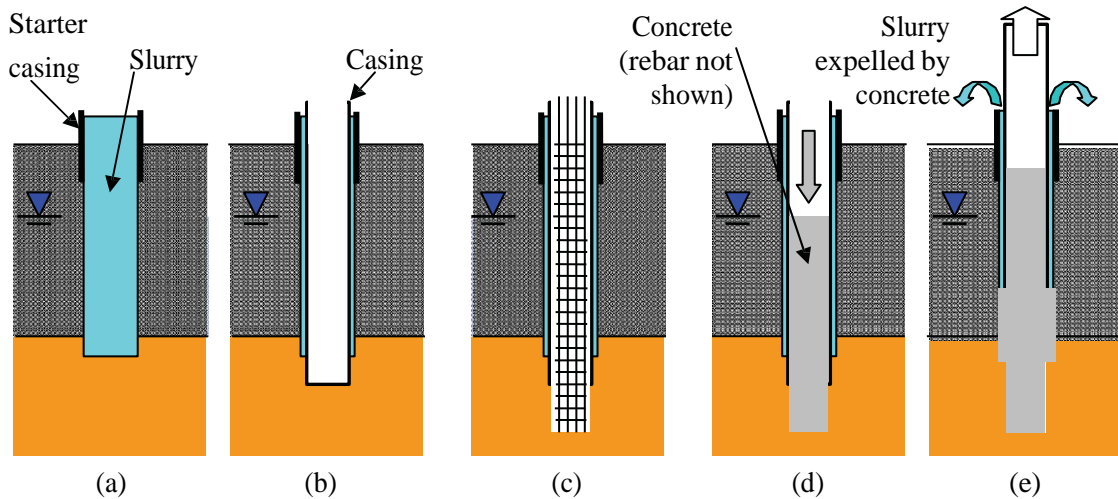 Starter
casing
Slurry
Casing
Concrete
(rebar not
shown)
Slurry
expelled by
concrete
(a)
(b)
(c)
(d)
(e)